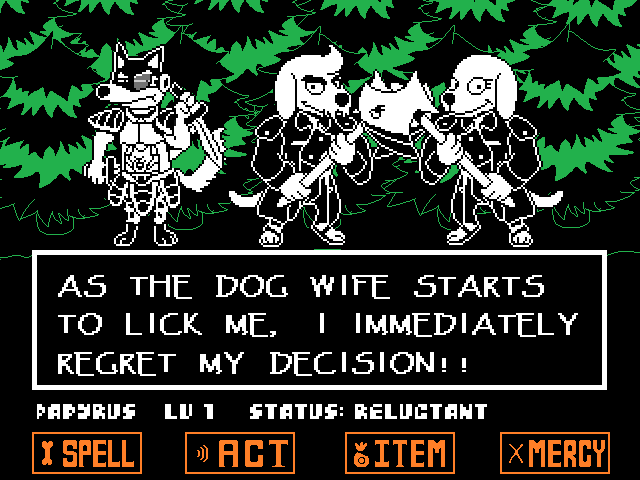 AS THE DOG WIFE STARTS
TO LICK ME, I IMMEDIATELY
REGRET MY DECISION!!
PAPYRUS LV 1 STATUS: RELUCTANT
SPELL ACT ITEM MERCY